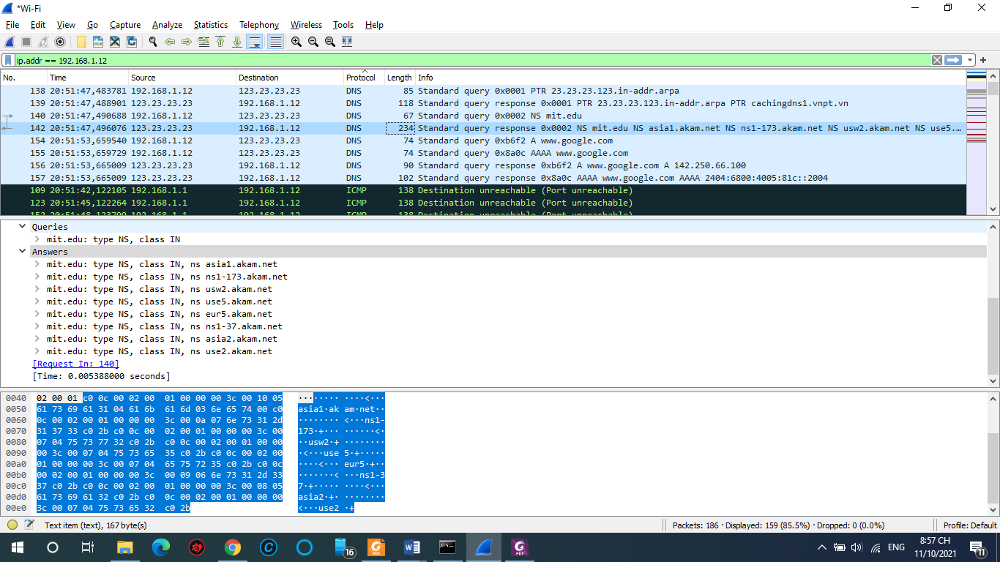 *Wi-Fi
File Edit View Go Capture Analyze Statistics Telephony Wireless Tools Help
ip.addr == 192.168.1.12
No. Time Source Destination Protocol Length Info
138 20:51:47,483781 192.168.1.12 123.23.23.23 DNS 85 Standard query 0x0001 PTR 23.23.23.123.in-addr.arpa
139 20:51:47,488901 123.23.23.23 192.168.1.12 DNS 118 Standard query response 0x0001 PTR 23.23.23.123.in-addr.arpa PTR cachingdns1.vnpt.vn
140 20:51:47,490688 192.168.1.12 123.23.23.23 DNS 67 Standard query 0x0002 NS mit.edu
142 20:51:47,496076 123.23.23.23 192.168.1.12 DNS 234 Standard query response 0x0002 NS mit.edu NS asia1.akam.net NS ns1-173.akam.net NS usw2.akam.net NS use5....
154 20:51:53,659540 192.168.1.12 123.23.23.23 DNS 74 Standard query 0xb6f2 A www.google.com
155 20:51:53,659729 192.168.1.12 123.23.23.23 DNS 74 Standard query 0x8a0c AAAA www.google.com
156 20:51:53,665009 123.23.23.23 192.168.1.12 DNS 90 Standard query response 0xb6f2 A www.google.com A 142.250.66.100
157 20:51:53,665009 123.23.23.23 192.168.1.12 DNS 102 Standard query response 0x8a0c AAAA www.google.com AAAA 2404:6800:4005:81c::2004
109 20:51:42,122105 192.168.1.1 192.168.1.12 ICMP 138 Destination unreachable (Port unreachable)
123 20:51:45,122264 192.168.1.1 192.168.1.12 ICMP 138 Destination unreachable (Port unreachable)
152 20:51:48,123799 192.168.1.1 192.168.1.12 ICMP 138 Destination unreachable (Port unreachable)
Queries
mit.edu: type NS, class IN
Answers
mit.edu: type NS, class IN, ns asia1.akam.net
mit.edu: type NS, class IN, ns ns1-173.akam.net
mit.edu: type NS, class IN, ns usw2.akam.net
mit.edu: type NS, class IN, ns use5.akam.net
mit.edu: type NS, class IN, ns eur5.akam.net
mit.edu: type NS, class IN, ns ns1-37.akam.net
mit.edu: type NS, class IN, ns asia2.akam.net
mit.edu: type NS, class IN, ns use2.akam.net
[Request In: 140]
[Time: 0.005388000 seconds]
0040 02 00 01 c0 0c 00 02 00 01 00 00 00 3c 00 10 05 ········ ····<···
0050 61 73 69 61 31 04 61 6b 61 6d 03 6e 65 74 00 c0 asia1·ak am·net··
0060 0c 00 02 00 01 00 00 00 3c 00 0a 07 6e 73 31 2d ········ <···ns1-
0070 31 37 33 c0 2b c0 0c 00 02 00 01 00 00 00 3c 00 173·+··· ······<·
0080 07 04 75 73 77 32 c0 2b c0 0c 00 02 00 01 00 00 ··usw2·+ ········
0090 00 3c 00 07 04 75 73 65 35 c0 2b c0 0c 00 02 00 ·<···use 5·+·····
00a0 01 00 00 00 3c 00 07 04 65 75 72 35 c0 2b c0 0c ····<··· eur5·+··
00b0 00 02 00 01 00 00 00 3c 00 09 06 6e 73 31 2d 33 ·······< ···ns1-3
00c0 37 c0 2b c0 0c 00 02 00 01 00 00 00 3c 00 08 05 7·+····· ····<···
00d0 61 73 69 61 32 c0 2b c0 0c 00 02 00 01 00 00 00 asia2·+· ········
00e0 3c 00 07 04 75 73 65 32 c0 2b <···use2 ·+
Text item (text), 167 byte(s) Packets: 186 · Displayed: 159 (85.5%) · Dropped: 0 (0.0%) Profile: Default
16 ENG 8:57 CH
11/10/2021 11